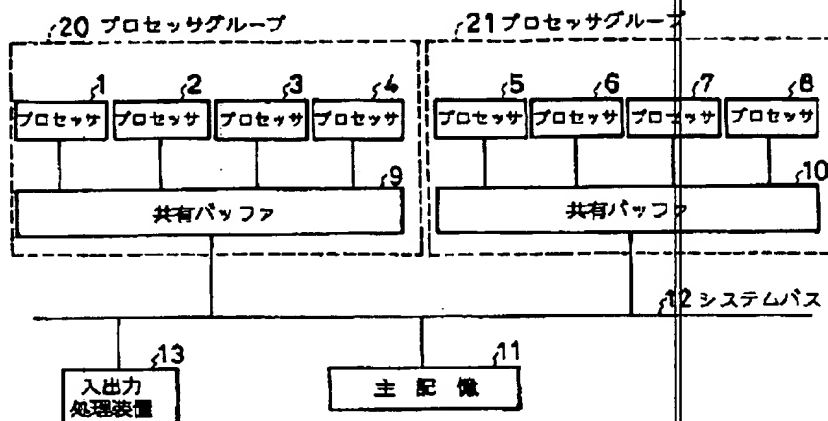 20 プロセッサグループ
21 プロセッサグループ
1
2
3
4
5
6
7
8
プロセッサ
プロセッサ
プロセッサ
プロセッサ
プロセッサ
プロセッサ
プロセッサ
プロセッサ
9
10
共有バッファ
共有バッファ
12 システムバス
13
11
入出力
処理装置
主記憶